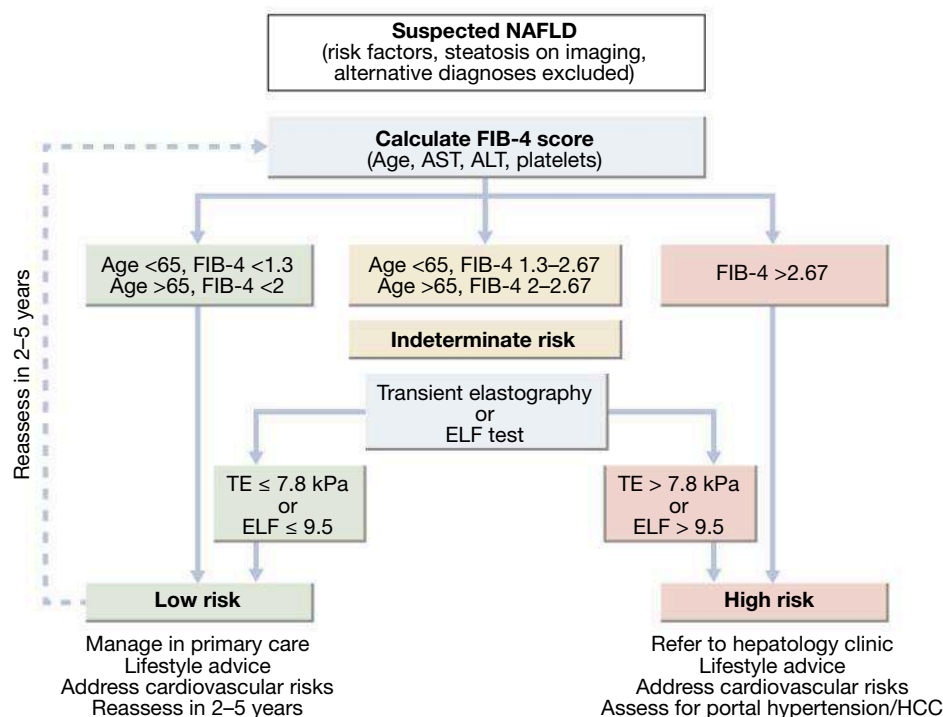 Suspected NAFLD
(risk factors, steatosis on imaging,
alternative diagnoses excluded)
Calculate FIB-4 score
(Age, AST, ALT, platelets)
Reassess in 2–5 years
Age <65, FIB-4 <1.3
Age >65, FIB-4 <2
Age <65, FIB-4 1.3–2.67
Age >65, FIB-4 2–2.67
FIB-4 >2.67
Indeterminate risk
Transient elastography
or
ELF test
TE ≤ 7.8 kPa
or
ELF ≤ 9.5
TE > 7.8 kPa
or
ELF > 9.5
Low risk
Manage in primary care
Lifestyle advice
Address cardiovascular risks
Reassess in 2–5 years
High risk
Refer to hepatology clinic
Lifestyle advice
Address cardiovascular risks
Assess for portal hypertension/HCC